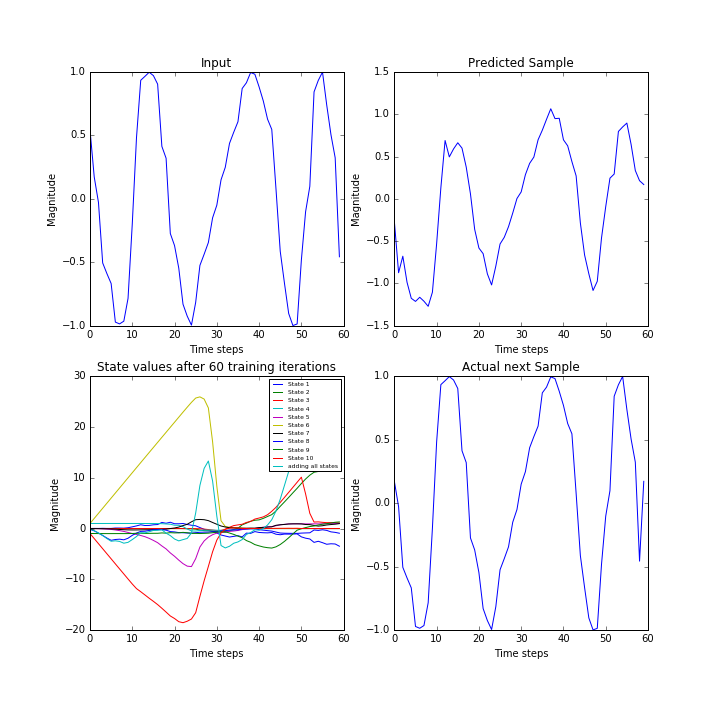 Input
Magnitude
1.0
0.5
0.0
−0.5
−1.0
0 10 20 30 40 50 60
Time steps
Predicted Sample
Magnitude
1.5
1.0
0.5
0.0
−0.5
−1.0
−1.5
0 10 20 30 40 50 60
Time steps
State values after 60 training iterations
Magnitude
30
20
10
0
−10
−20
0 10 20 30 40 50 60
Time steps
State 1
State 2
State 3
State 4
State 5
State 6
State 7
State 8
State 9
State 10
adding all states
Actual next Sample
Magnitude
1.0
0.5
0.0
−0.5
−1.0
0 10 20 30 40 50 60
Time steps